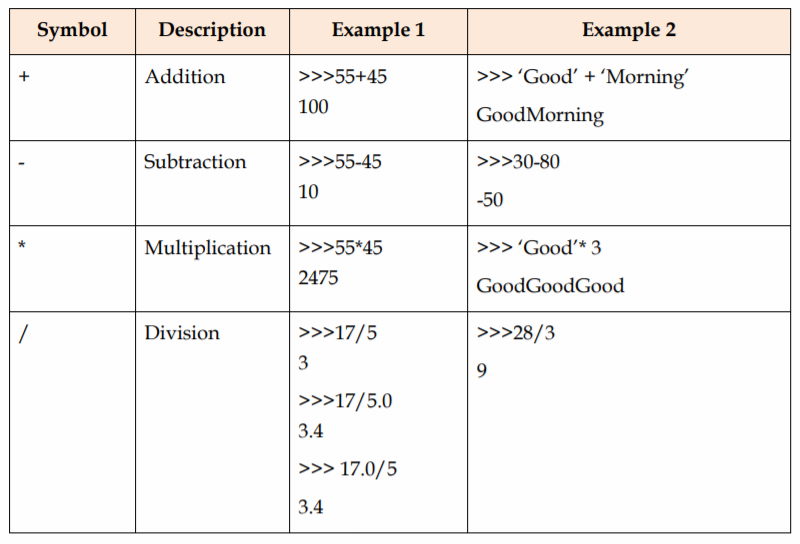 Symbol Description Example 1 Example 2
+ Addition >>>55+45 >>> ‘Good’ + ‘Morning’
100 GoodMorning
- Subtraction >>>55-45 >>>30-80
10 -50
* Multiplication >>>55*45 >>> ‘Good’* 3
2475 GoodGoodGood
/ Division >>>17/5 >>>28/3
3 9
>>>17/5.0
3.4
>>> 17.0/5
3.4